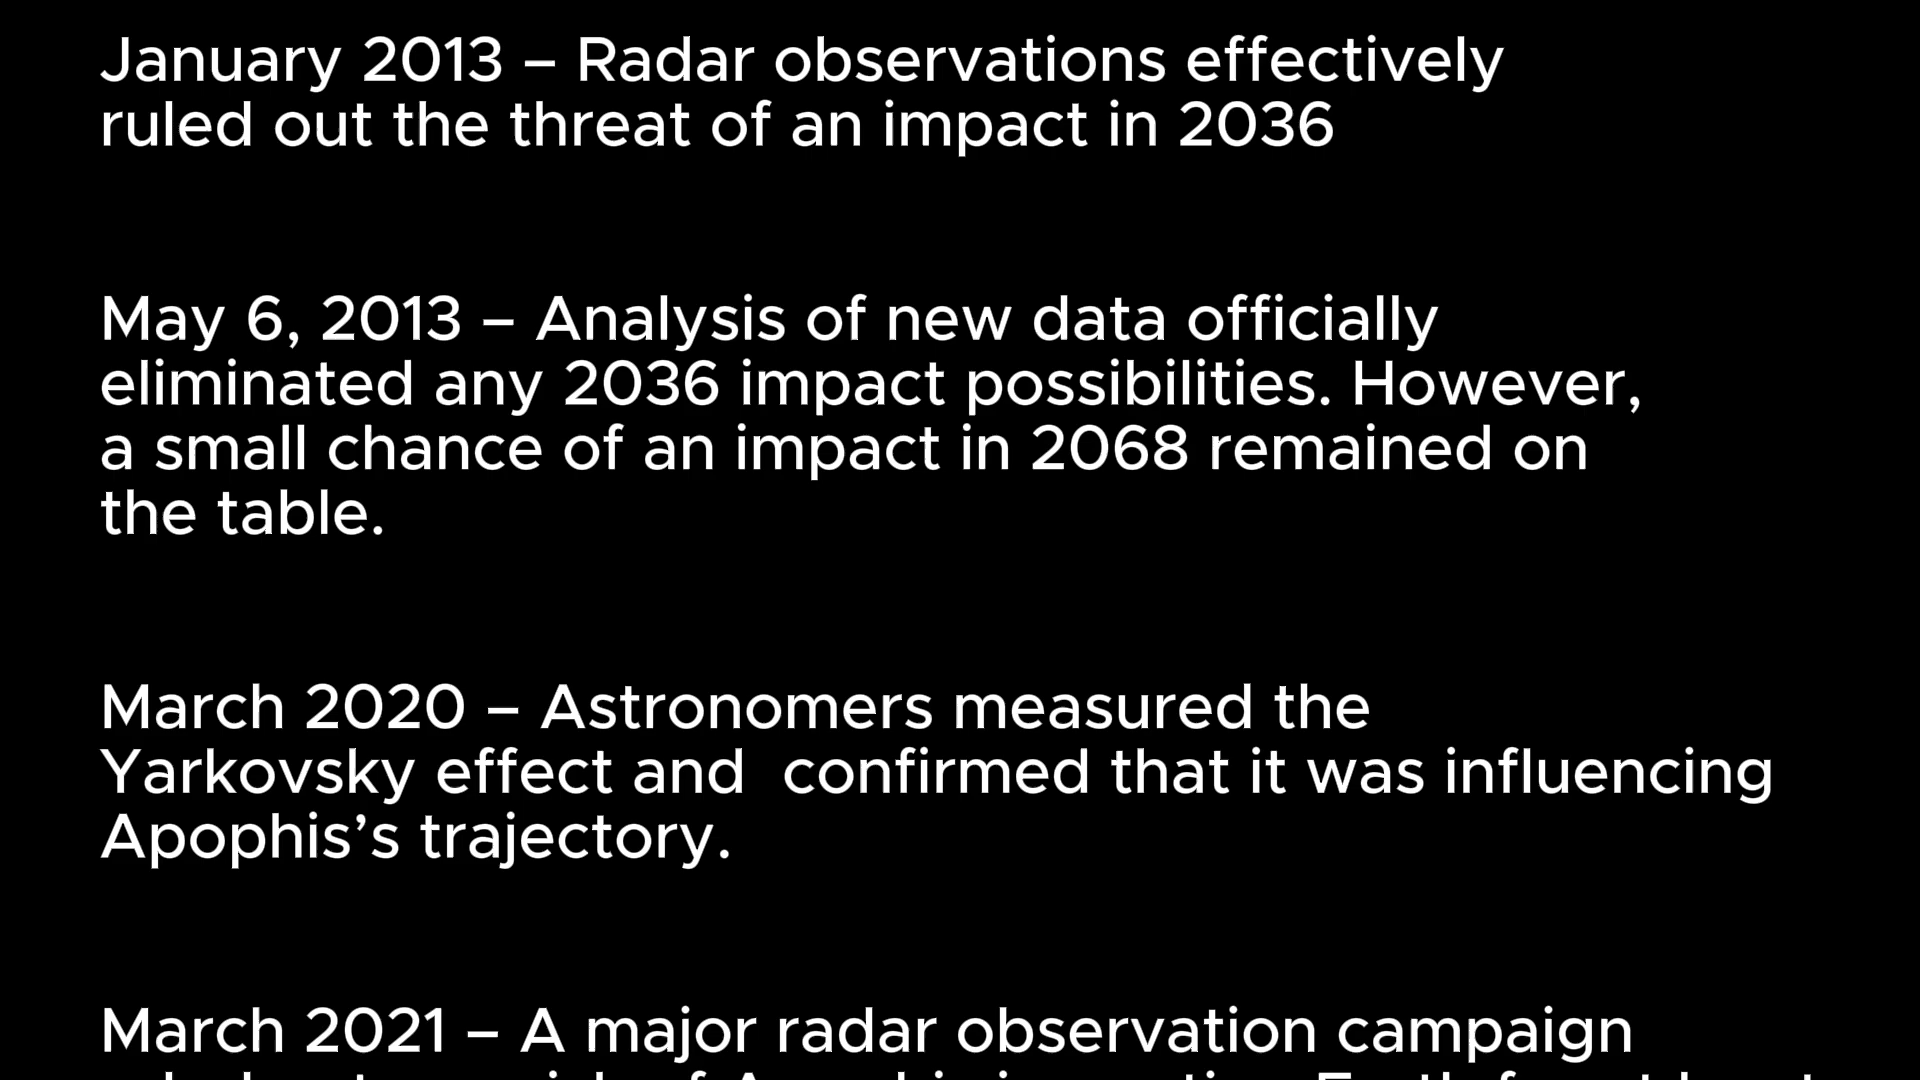 January 2013 – Radar observations effectively
ruled out the threat of an impact in 2036
May 6, 2013 – Analysis of new data officially
eliminated any 2036 impact possibilities. However,
a small chance of an impact in 2068 remained on
the table.
March 2020 – Astronomers measured the
Yarkovsky effect and  confirmed that it was influencing
Apophis’s trajectory.
March 2021 – A major radar observation campaign